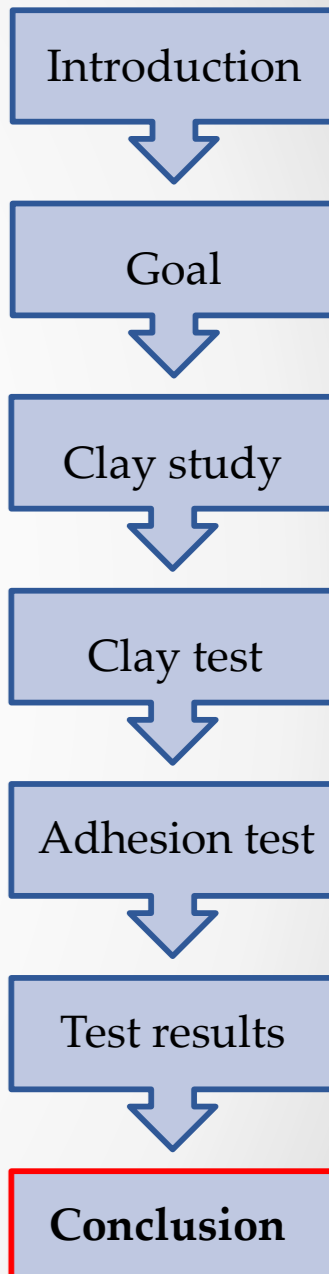 Introduction
Goal
Clay study
Clay test
Adhesion test
Test results
Conclusion